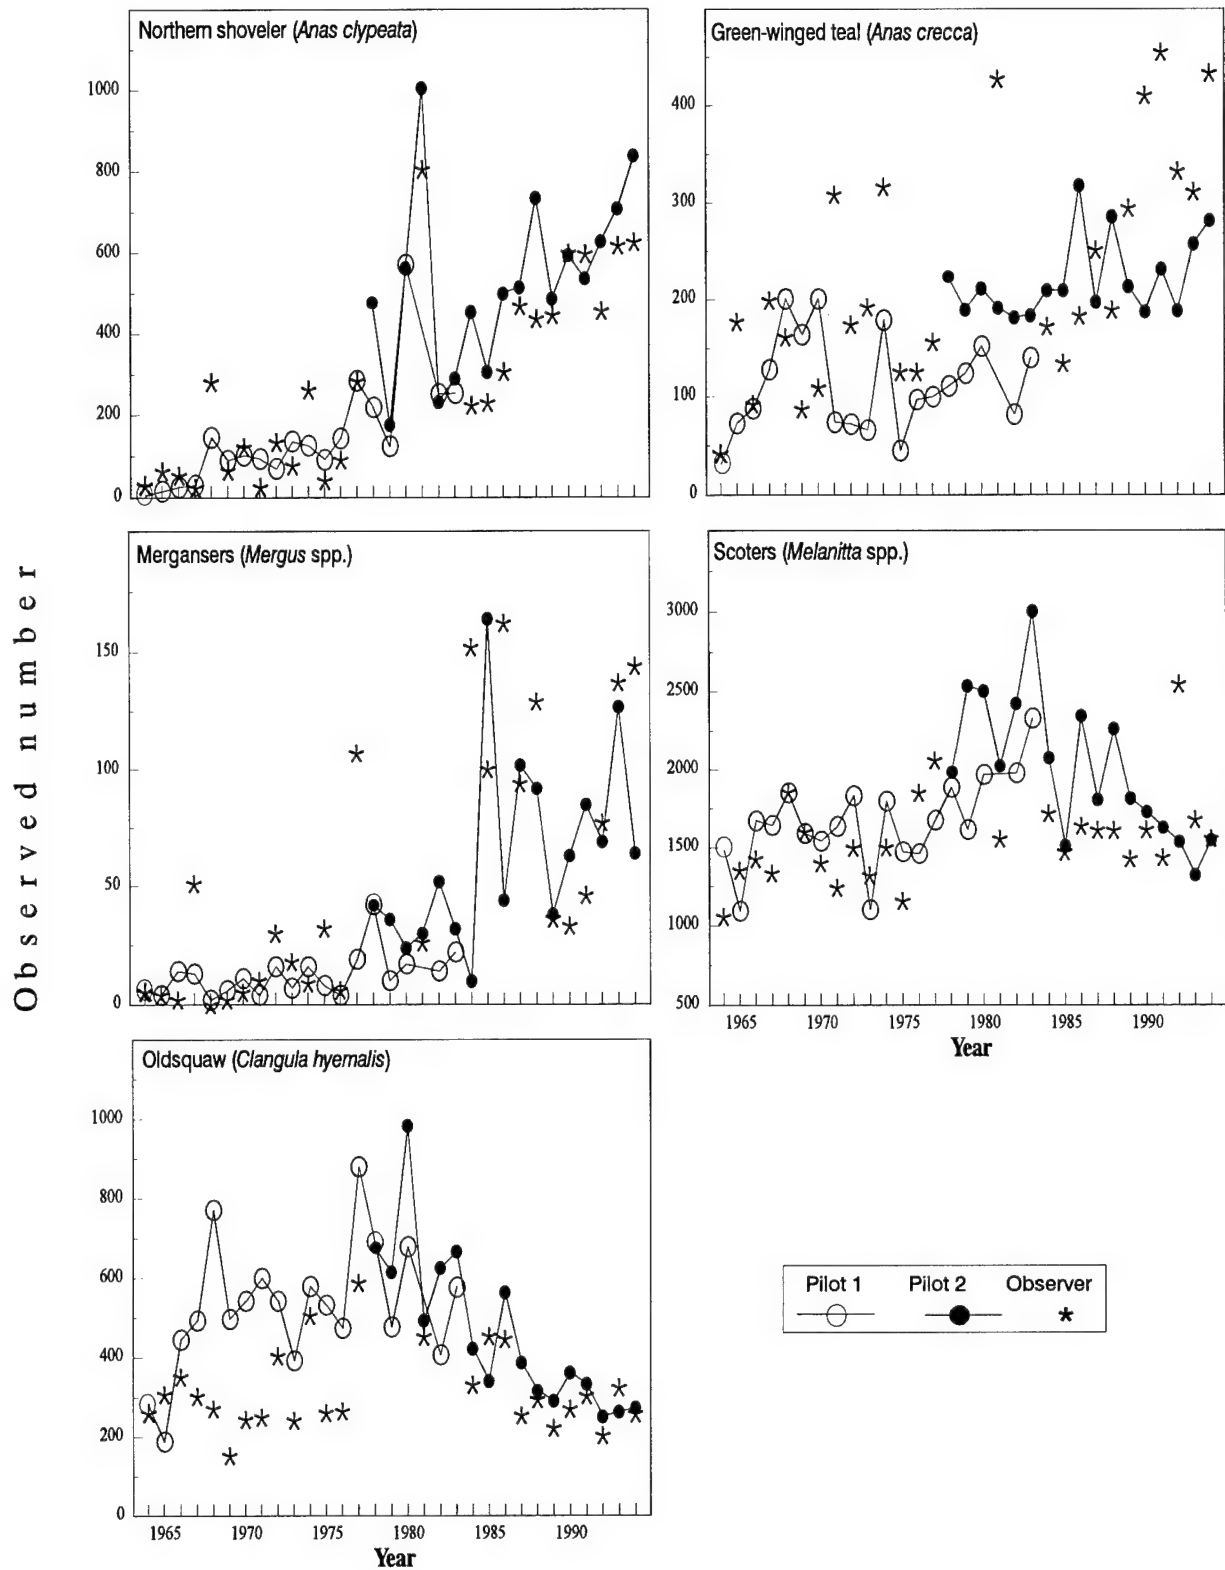 Observed number
Northern shoveler (Anas clypeata)
1000
800
600
400
200
0
Green-winged teal (Anas crecca)
400
300
200
100
0
Mergansers (Mergus spp.)
150
100
50
0
Scoters (Melanitta spp.)
3000
2500
2000
1500
1000
500
1965 1970 1975 1980 1985 1990
Year
Oldsquaw (Clangula hyemalis)
1000
800
600
400
200
0
1965 1970 1975 1980 1985 1990
Year
Pilot 1 Pilot 2 Observer